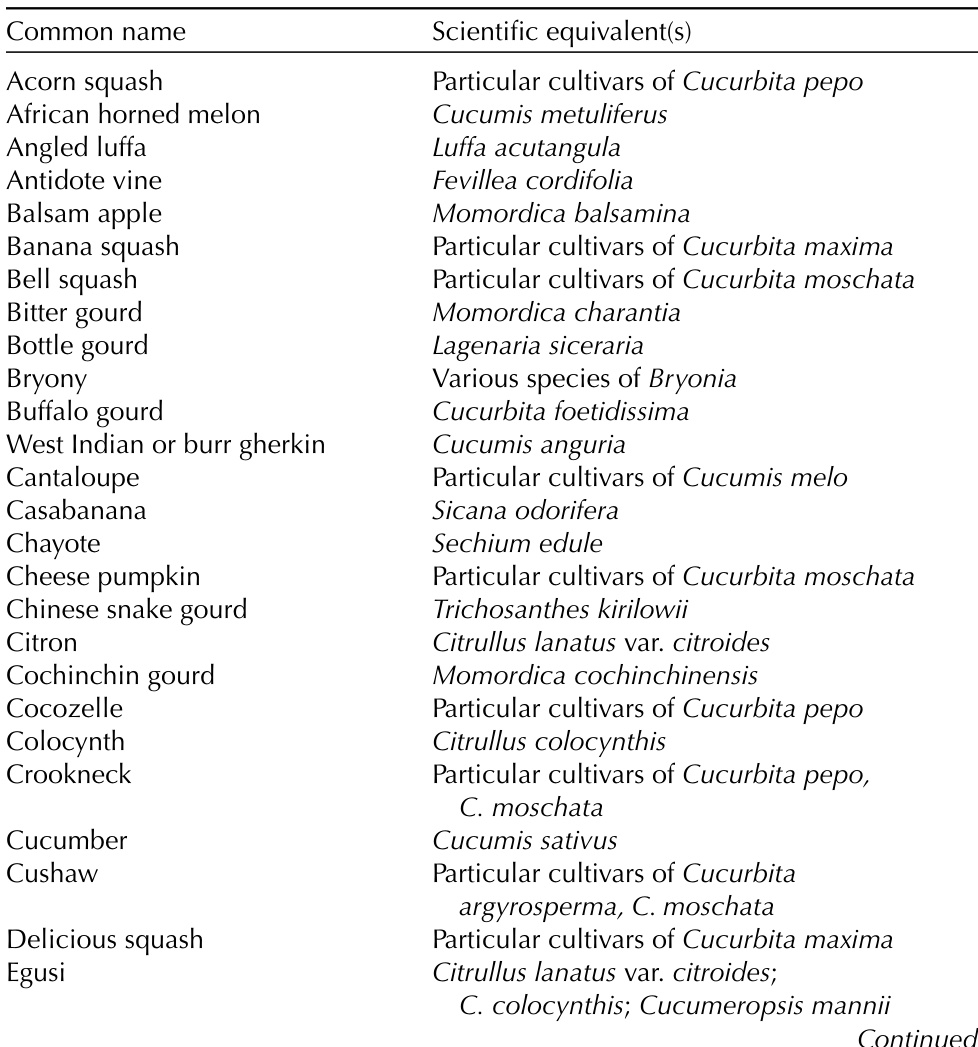 Common name Scientific equivalent(s)
Acorn squash Particular cultivars of Cucurbita pepo
African horned melon Cucumis metuliferus
Angled luffa Luffa acutangula
Antidote vine Fevillea cordifolia
Balsam apple Momordica balsamina
Banana squash Particular cultivars of Cucurbita maxima
Bell squash Particular cultivars of Cucurbita moschata
Bitter gourd Momordica charantia
Bottle gourd Lagenaria siceraria
Bryony Various species of Bryonia
Buffalo gourd Cucurbita foetidissima
West Indian or burr gherkin Cucumis anguria
Cantaloupe Particular cultivars of Cucumis melo
Casabanana Sicana odorifera
Chayote Sechium edule
Cheese pumpkin Particular cultivars of Cucurbita moschata
Chinese snake gourd Trichosanthes kirilowii
Citron Citrullus lanatus var. citroides
Cochinchin gourd Momordica cochinchinensis
Cocozelle Particular cultivars of Cucurbita pepo
Colocynth Citrullus colocynthis
Crookneck Particular cultivars of Cucurbita pepo,
C. moschata
Cucumber Cucumis sativus
Cushaw Particular cultivars of Cucurbita
argyrosperma, C. moschata
Delicious squash Particular cultivars of Cucurbita maxima
Egusi Citrullus lanatus var. citroides;
C. colocynthis; Cucumeropsis mannii
Continued